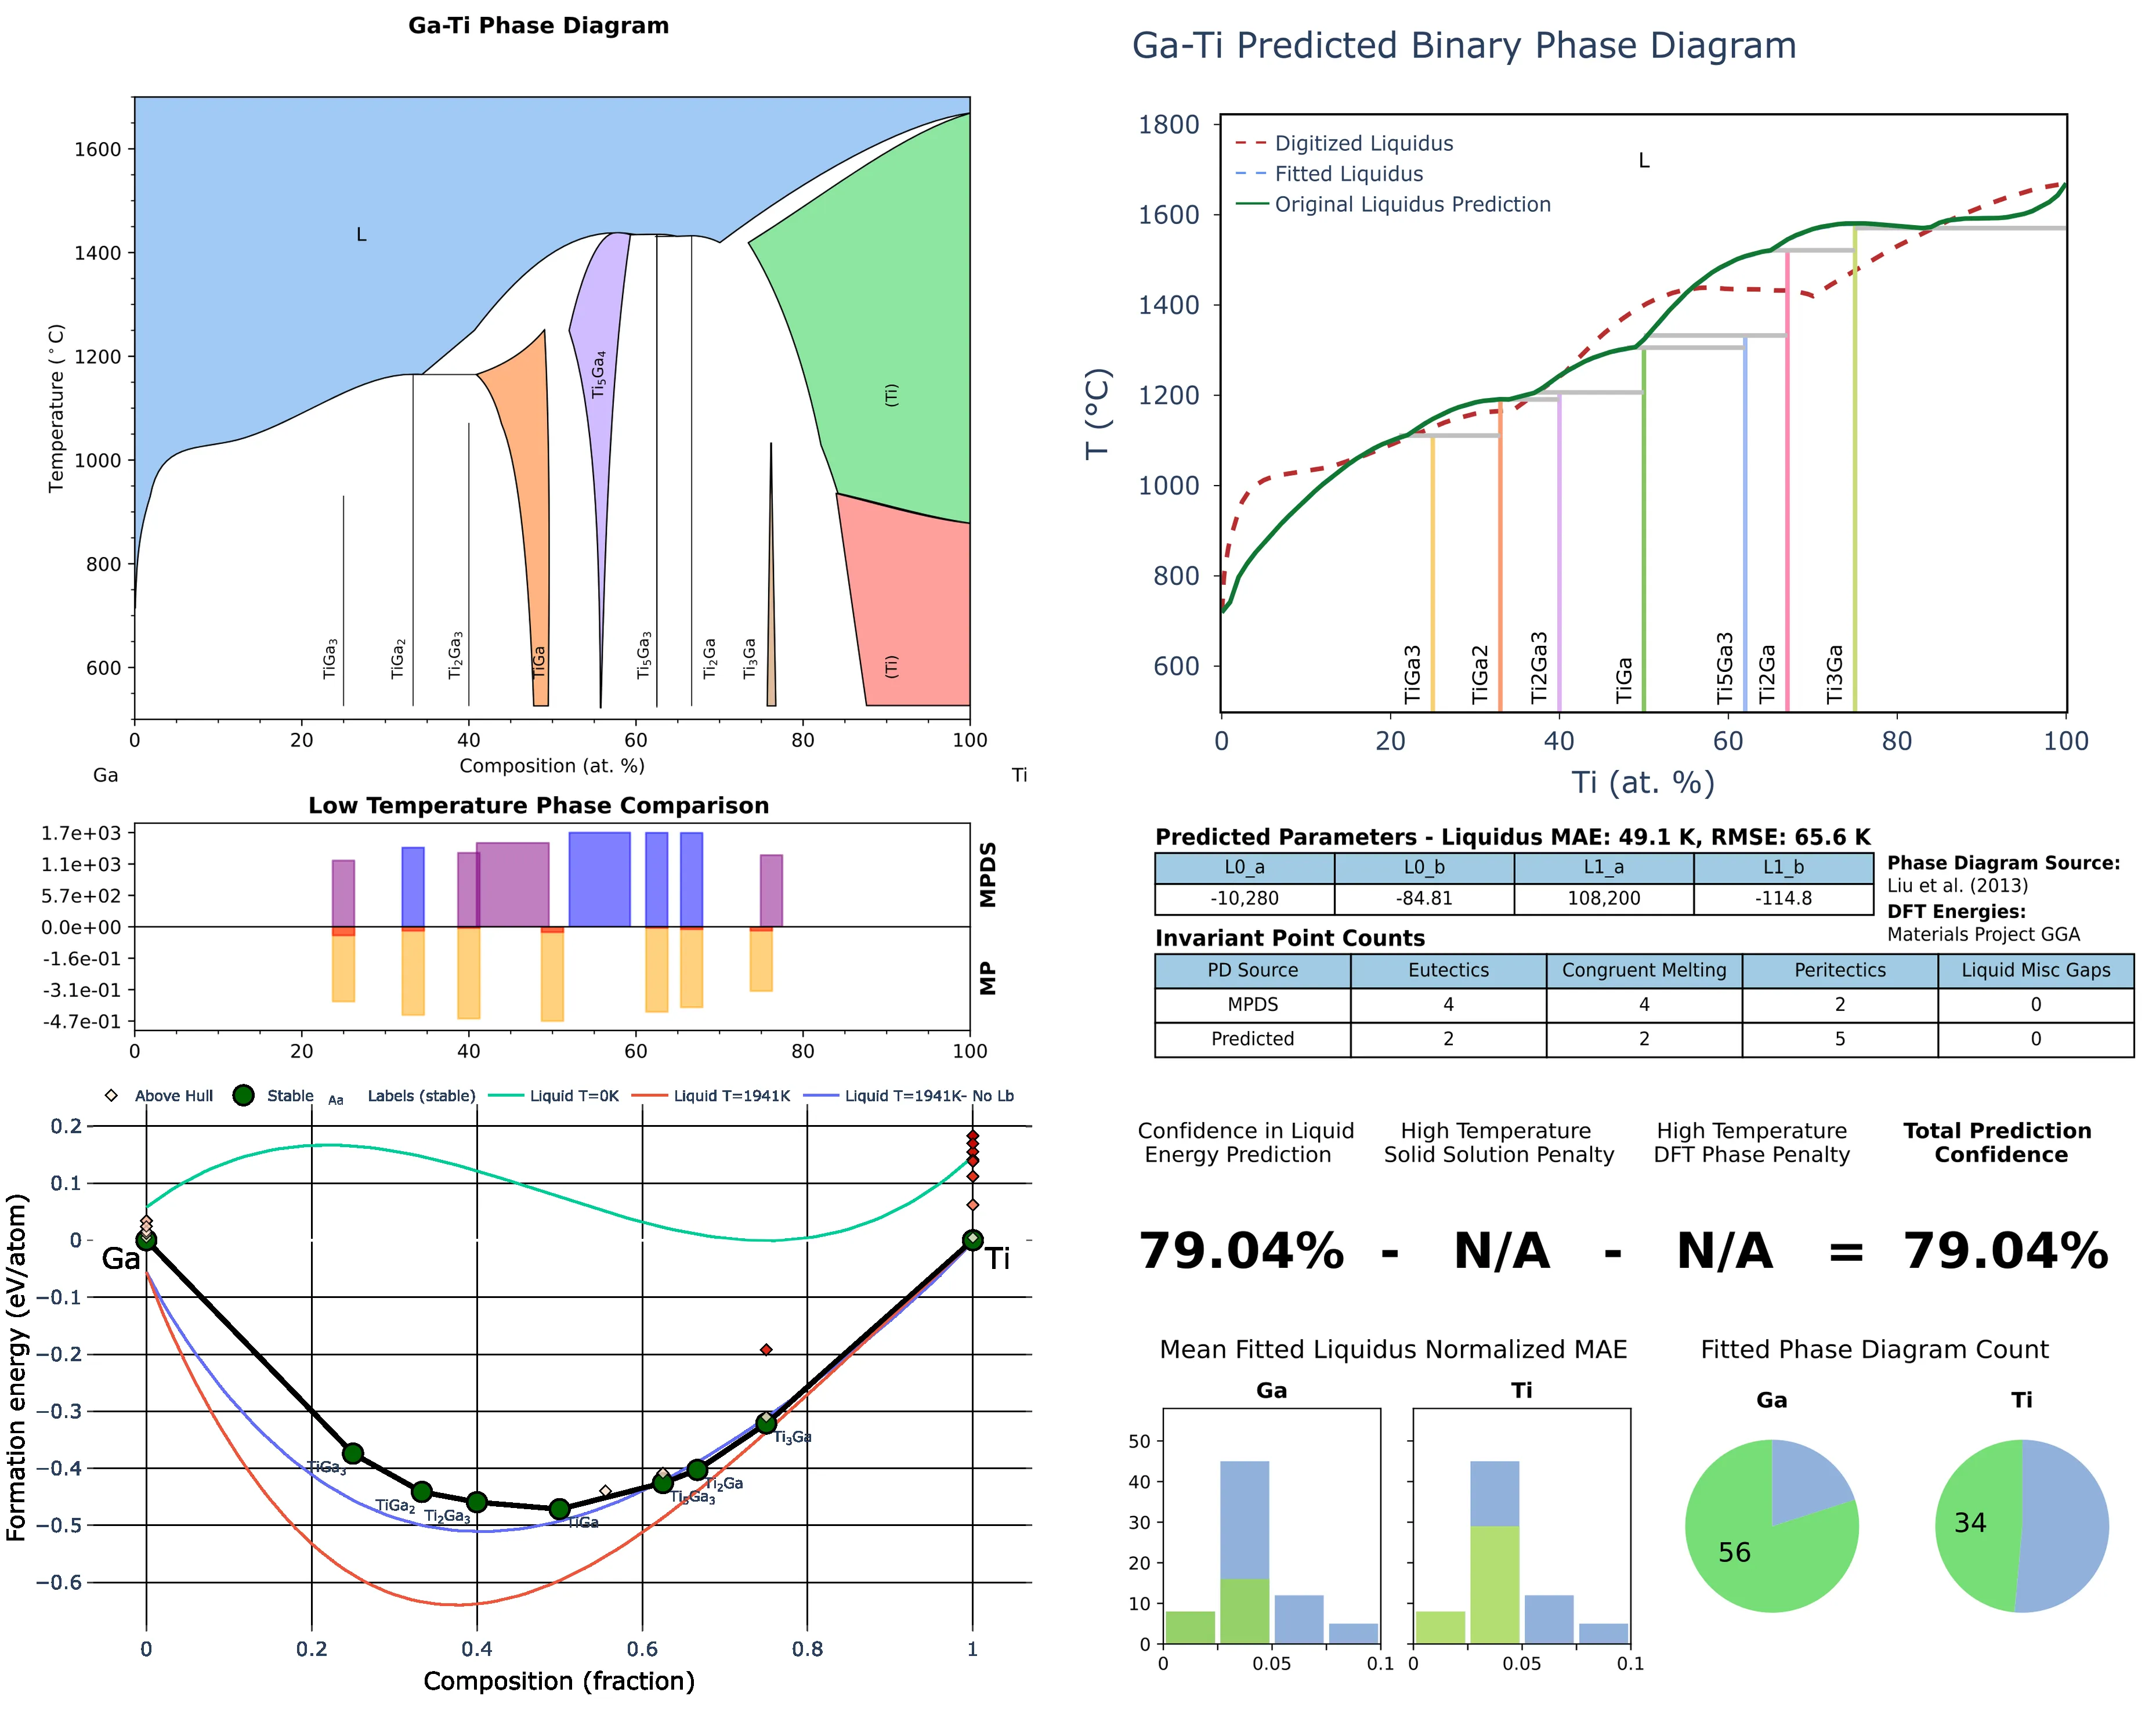 Ga-Ti Phase Diagram
Temperature (°C)
1600
1400
1200
1000
800
600
L
TiGa3
TiGa2
Ti2Ga3
TiGa
Ti5Ga4
Ti5Ga3
Ti2Ga
Ti3Ga
(Ti)
(Ti)
0 20 40 60 80 100
Composition (at. %)
Ga Ti
Low Temperature Phase Comparison
1.7e+03
1.1e+03
5.7e+02
0.0e+00
-1.6e-01
-3.1e-01
-4.7e-01
MPDS
MP
0 20 40 60 80 100
Above Hull Stable Aa Labels (stable) Liquid T=0K Liquid T=1941K Liquid T=1941K- No Lb
Formation energy (eV/atom)
0.2
0.1
0
−0.1
−0.2
−0.3
−0.4
−0.5
−0.6
Ga
Ti
TiGa3
TiGa2
Ti2Ga3
TiGa
Ti5Ga3
Ti2Ga
Ti3Ga
0 0.2 0.4 0.6 0.8 1
Composition (fraction)
Ga-Ti Predicted Binary Phase Diagram
T (°C)
1800
1600
1400
1200
1000
800
600
Digitized Liquidus
Fitted Liquidus
Original Liquidus Prediction
L
TiGa3
TiGa2
Ti2Ga3
TiGa
Ti5Ga3
Ti2Ga
Ti3Ga
0 20 40 60 80 100
Ti (at. %)
Predicted Parameters - Liquidus MAE: 49.1 K, RMSE: 65.6 K
L0_a L0_b L1_a L1_b
-10,280 -84.81 108,200 -114.8
Phase Diagram Source:
Liu et al. (2013)
DFT Energies:
Materials Project GGA
Invariant Point Counts
PD Source Eutectics Congruent Melting Peritectics Liquid Misc Gaps
MPDS 4 4 2 0
Predicted 2 2 5 0
Confidence in Liquid
Energy Prediction
High Temperature
Solid Solution Penalty
High Temperature
DFT Phase Penalty
Total Prediction
Confidence
79.04% - N/A - N/A = 79.04%
Mean Fitted Liquidus Normalized MAE
Ga
Ti
50
40
30
20
10
0
0 0.05 0.1
0 0.05 0.1
Fitted Phase Diagram Count
Ga
Ti
56
34